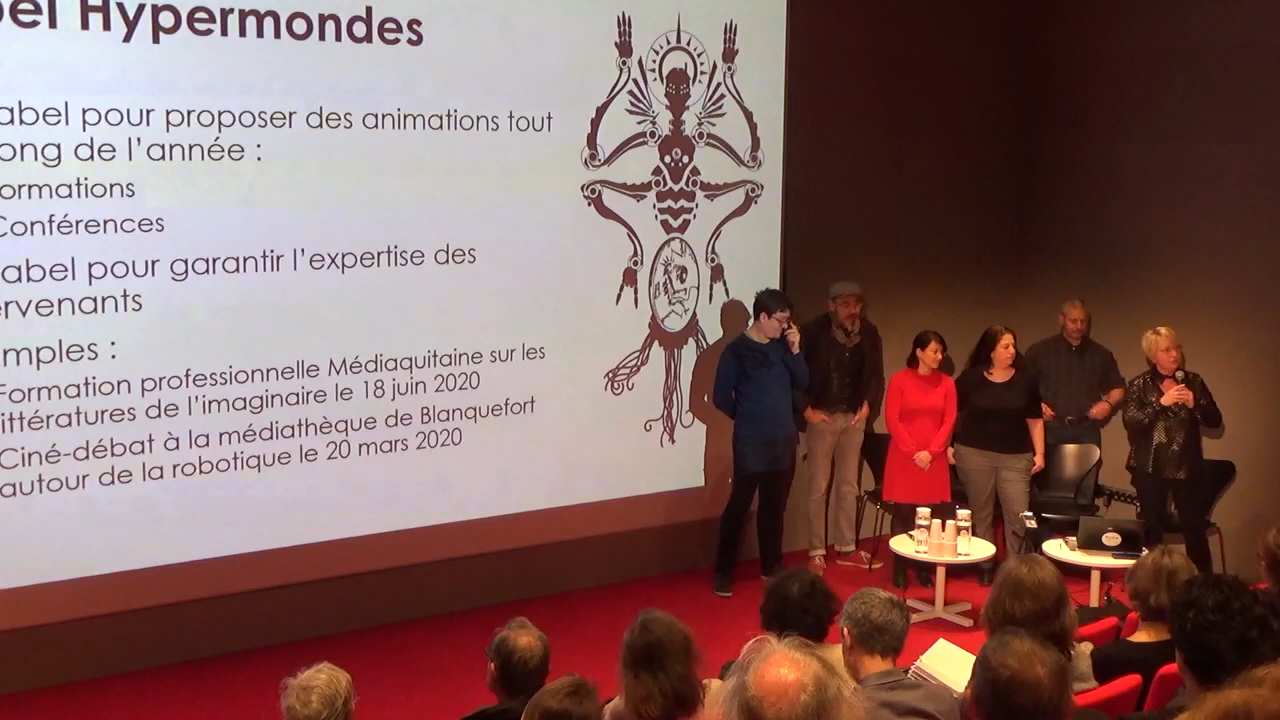 bel Hypermondes
abel pour proposer des animations tout
ong de l'année :
ormations
Conférences
abel pour garantir l'expertise des
ervenants
mples :
Formation professionnelle Médiaquitaine sur les
ittératures de l'imaginaire le 18 juin 2020
Ciné-débat à la médiathèque de Blanquefort
autour de la robotique le 20 mars 2020